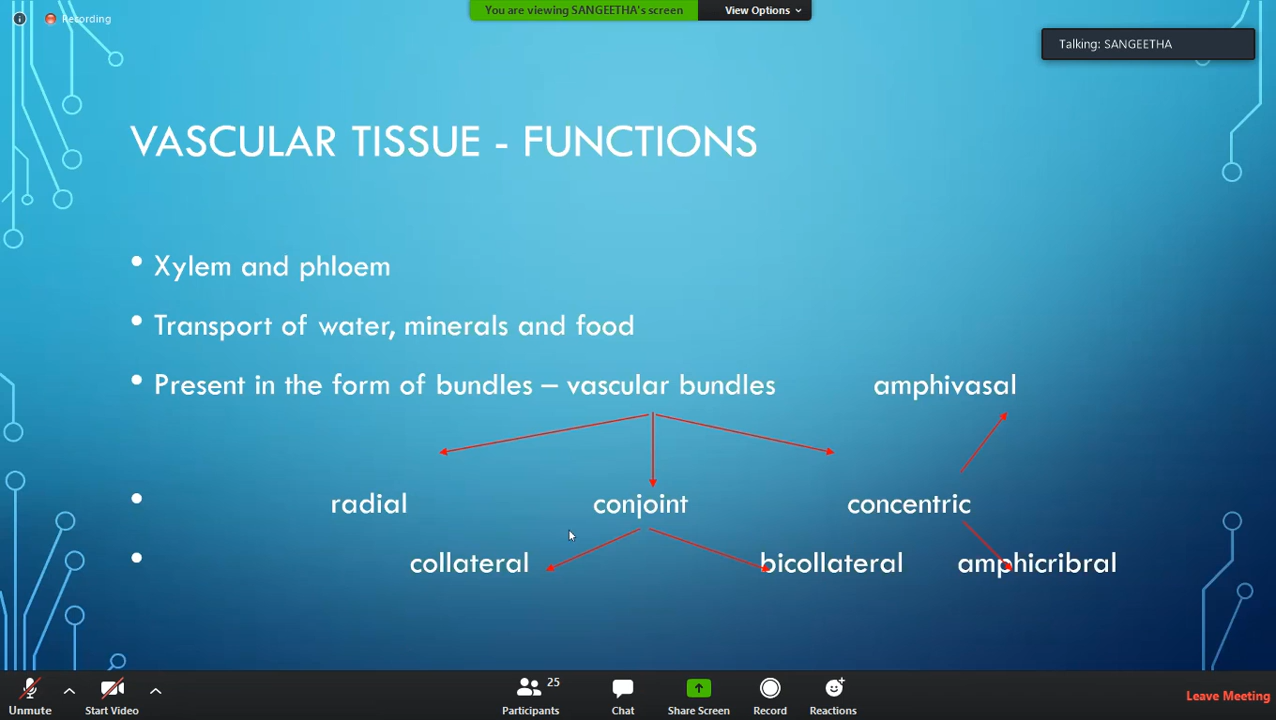 You are viewing SANGEETHA's screen View Options
Recording
Talking: SANGEETHA
VASCULAR TISSUE - FUNCTIONS
• Xylem and phloem
• Transport of water, minerals and food
• Present in the form of bundles – vascular bundles amphivasal
• radial conjoint concentric
• collateral bicollateral amphicribral
25
Unmute Start Video Participants Chat Share Screen Record Reactions Leave Meeting